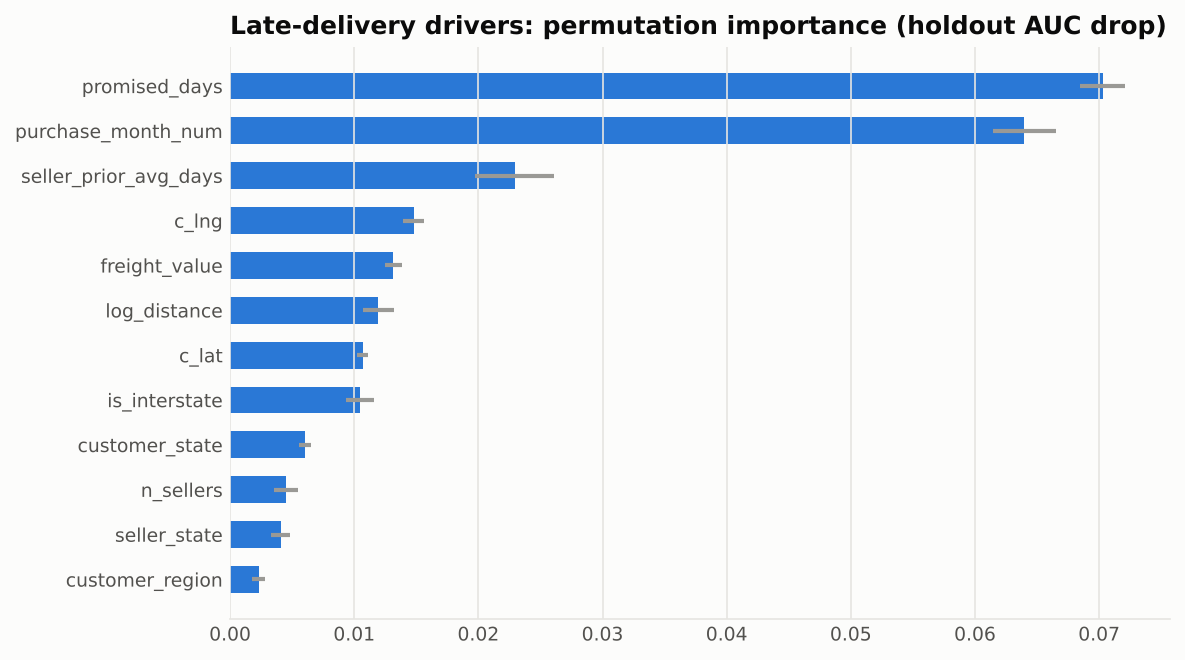 Late-delivery drivers: permutation importance (holdout AUC drop)
promised_days
purchase_month_num
seller_prior_avg_days
c_lng
freight_value
log_distance
c_lat
is_interstate
customer_state
n_sellers
seller_state
customer_region
0.00 0.01 0.02 0.03 0.04 0.05 0.06 0.07